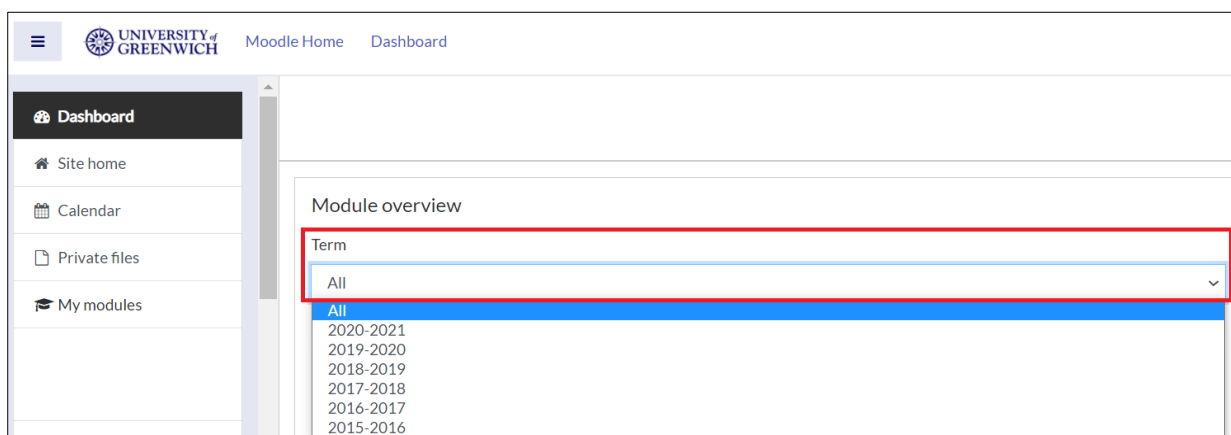 UNIVERSITY of
GREENWICH
Moodle Home Dashboard
Dashboard
Site home
Calendar
Private files
My modules
Module overview
Term
All
All
2020-2021
2019-2020
2018-2019
2017-2018
2016-2017
2015-2016